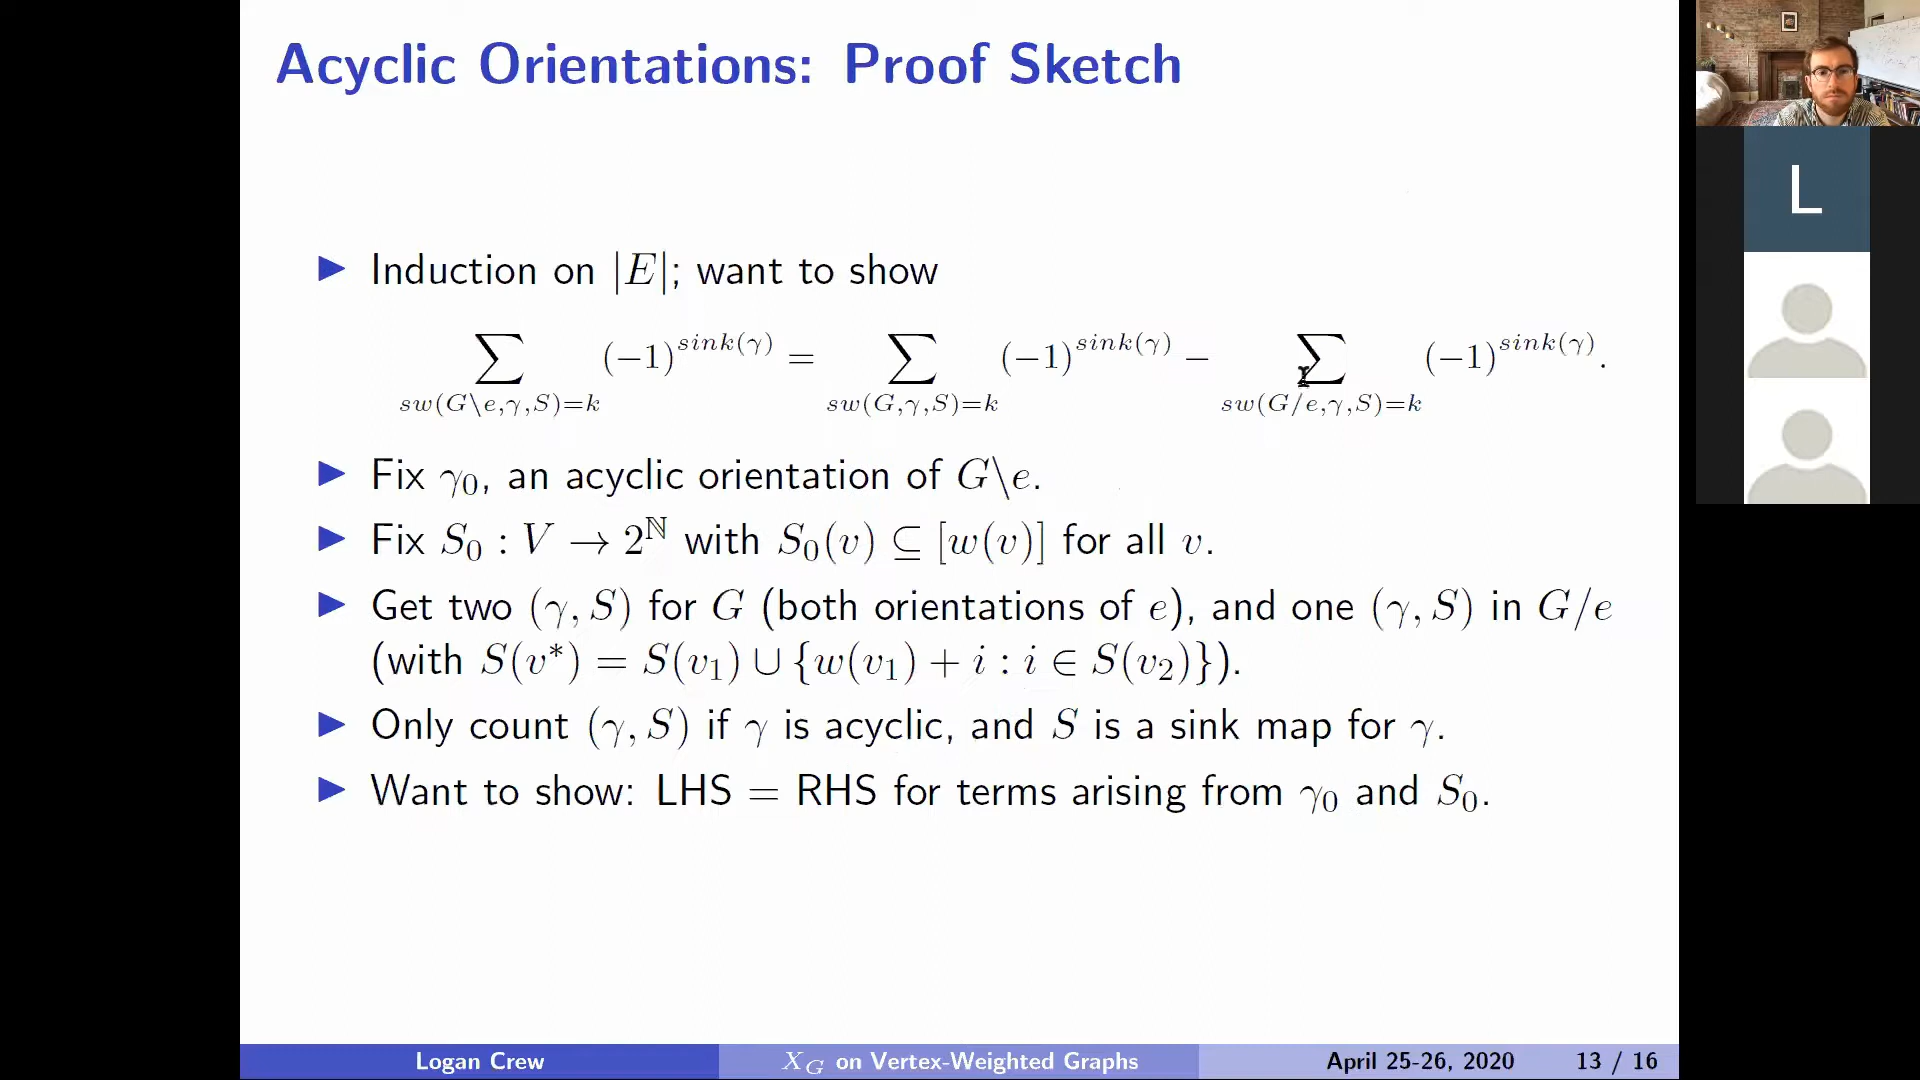 Acyclic Orientations: Proof Sketch
L
▶ Induction on |E|; want to show
∑_{sw(G\e,γ,S)=k} (−1)^{sink(γ)} = ∑_{sw(G,γ,S)=k} (−1)^{sink(γ)} − ∑_{sw(G/e,γ,S)=k} (−1)^{sink(γ)}.
▶ Fix γ₀, an acyclic orientation of G\e.
▶ Fix S₀ : V → 2^ℕ with S₀(v) ⊆ [w(v)] for all v.
▶ Get two (γ, S) for G (both orientations of e), and one (γ, S) in G/e
(with S(v*) = S(v₁) ∪ {w(v₁) + i : i ∈ S(v₂)}).
▶ Only count (γ, S) if γ is acyclic, and S is a sink map for γ.
▶ Want to show: LHS = RHS for terms arising from γ₀ and S₀.
Logan Crew X_G on Vertex-Weighted Graphs April 25-26, 2020 13 / 16